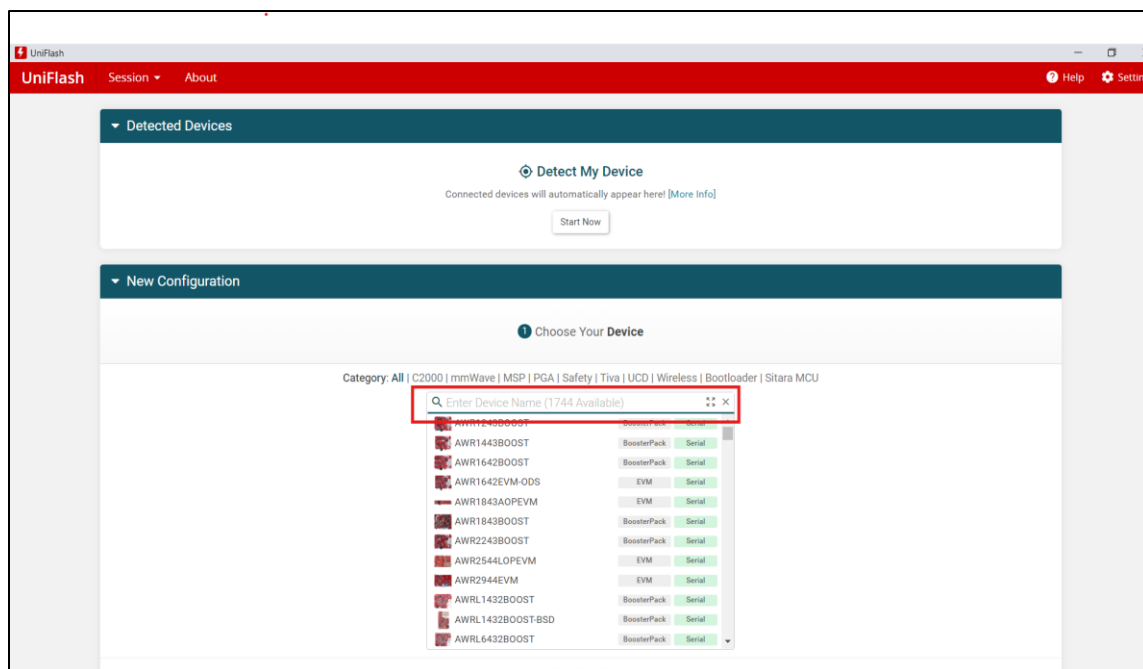 UniFlash
UniFlash Session About Help
Detected Devices
Detect My Device
Connected devices will automatically appear here! [More Info]
Start Now
New Configuration
1 Choose Your Device
Category: All | C2000 | mmWave | MSP | PGA | Safety | Tiva | UCD | Wireless | Bootloader | Sitara MCU
Enter Device Name (1744 Available)
AWR1243BOOST BoosterPack Serial
AWR1443BOOST BoosterPack Serial
AWR1642BOOST BoosterPack Serial
AWR1642EVM-ODS EVM Serial
AWR1843AOPEVM EVM Serial
AWR1843BOOST BoosterPack Serial
AWR2243BOOST BoosterPack Serial
AWR2544LOPEVM EVM Serial
AWR2944EVM EVM Serial
AWRL1432BOOST BoosterPack Serial
AWRL1432BOOST-BSD BoosterPack Serial
AWRL6432BOOST BoosterPack Serial